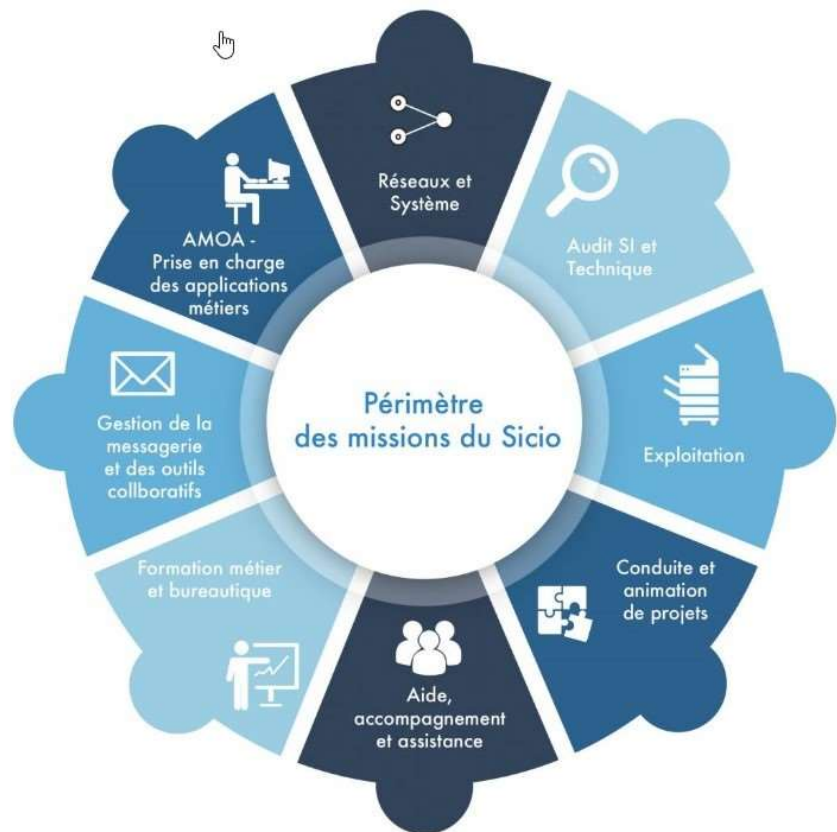 Réseaux et
Système
Audit SI et
Technique
Exploitation
Conduite et
animation
de projets
Aide,
accompagnement
et assistance
Formation métier
et bureautique
Gestion de la
messagerie
et des outils
collboratifs
AMOA -
Prise en charge
des applications
métiers
Périmètre
des missions du Sicio